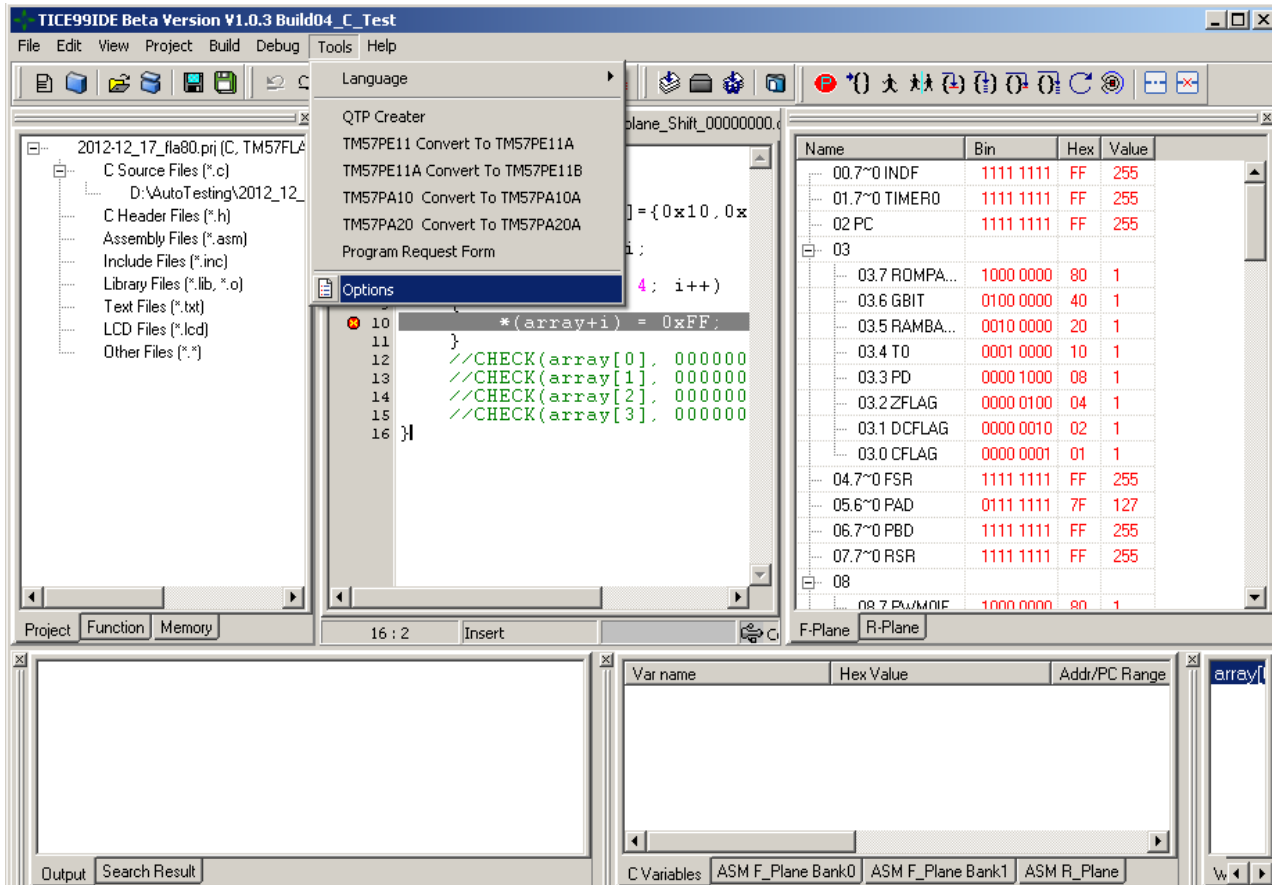 TICE99IDE Beta Version V1.0.3 Build04_C_Test
File Edit View Project Build Debug Tools Help
Language
QTP Creater
TM57PE11 Convert To TM57PE11A
TM57PE11A Convert To TM57PE11B
TM57PA10 Convert To TM57PA10A
TM57PA20 Convert To TM57PA20A
Program Request Form
Options
2012-12_17_fla80.prj (C, TM57FLA
C Source Files (*.c)
D:\AutoTesting\2012_12_
C Header Files (*.h)
Assembly Files (*.asm)
Include Files (*.inc)
Library Files (*.lib, *.o)
Text Files (*.txt)
LCD Files (*.lcd)
Other Files (*.*)
Project Function Memory
plane_Shift_00000000.c
]={0x10,0x
i;
4; i++)
{
10 *(array+i) = 0xFF;
11 }
12 //CHECK(array[0], 000000
13 //CHECK(array[1], 000000
14 //CHECK(array[2], 000000
15 //CHECK(array[3], 000000
16 }
16 : 2 Insert
Name Bin Hex Value
00.7~0 INDF 1111 1111 FF 255
01.7~0 TIMER0 1111 1111 FF 255
02 PC 1111 1111 FF 255
03
03.7 ROMPA... 1000 0000 80 1
03.6 GBIT 0100 0000 40 1
03.5 RAMBA... 0010 0000 20 1
03.4 T0 0001 0000 10 1
03.3 PD 0000 1000 08 1
03.2 ZFLAG 0000 0100 04 1
03.1 DCFLAG 0000 0010 02 1
03.0 CFLAG 0000 0001 01 1
04.7~0 FSR 1111 1111 FF 255
05.6~0 PAD 0111 1111 7F 127
06.7~0 PBD 1111 1111 FF 255
07.7~0 RSR 1111 1111 FF 255
08
08.7 PWM0IE 1000 0000 80 1
F-Plane R-Plane
Output Search Result
Var name Hex Value Addr/PC Range
C Variables ASM F_Plane Bank0 ASM F_Plane Bank1 ASM R_Plane
array[
W